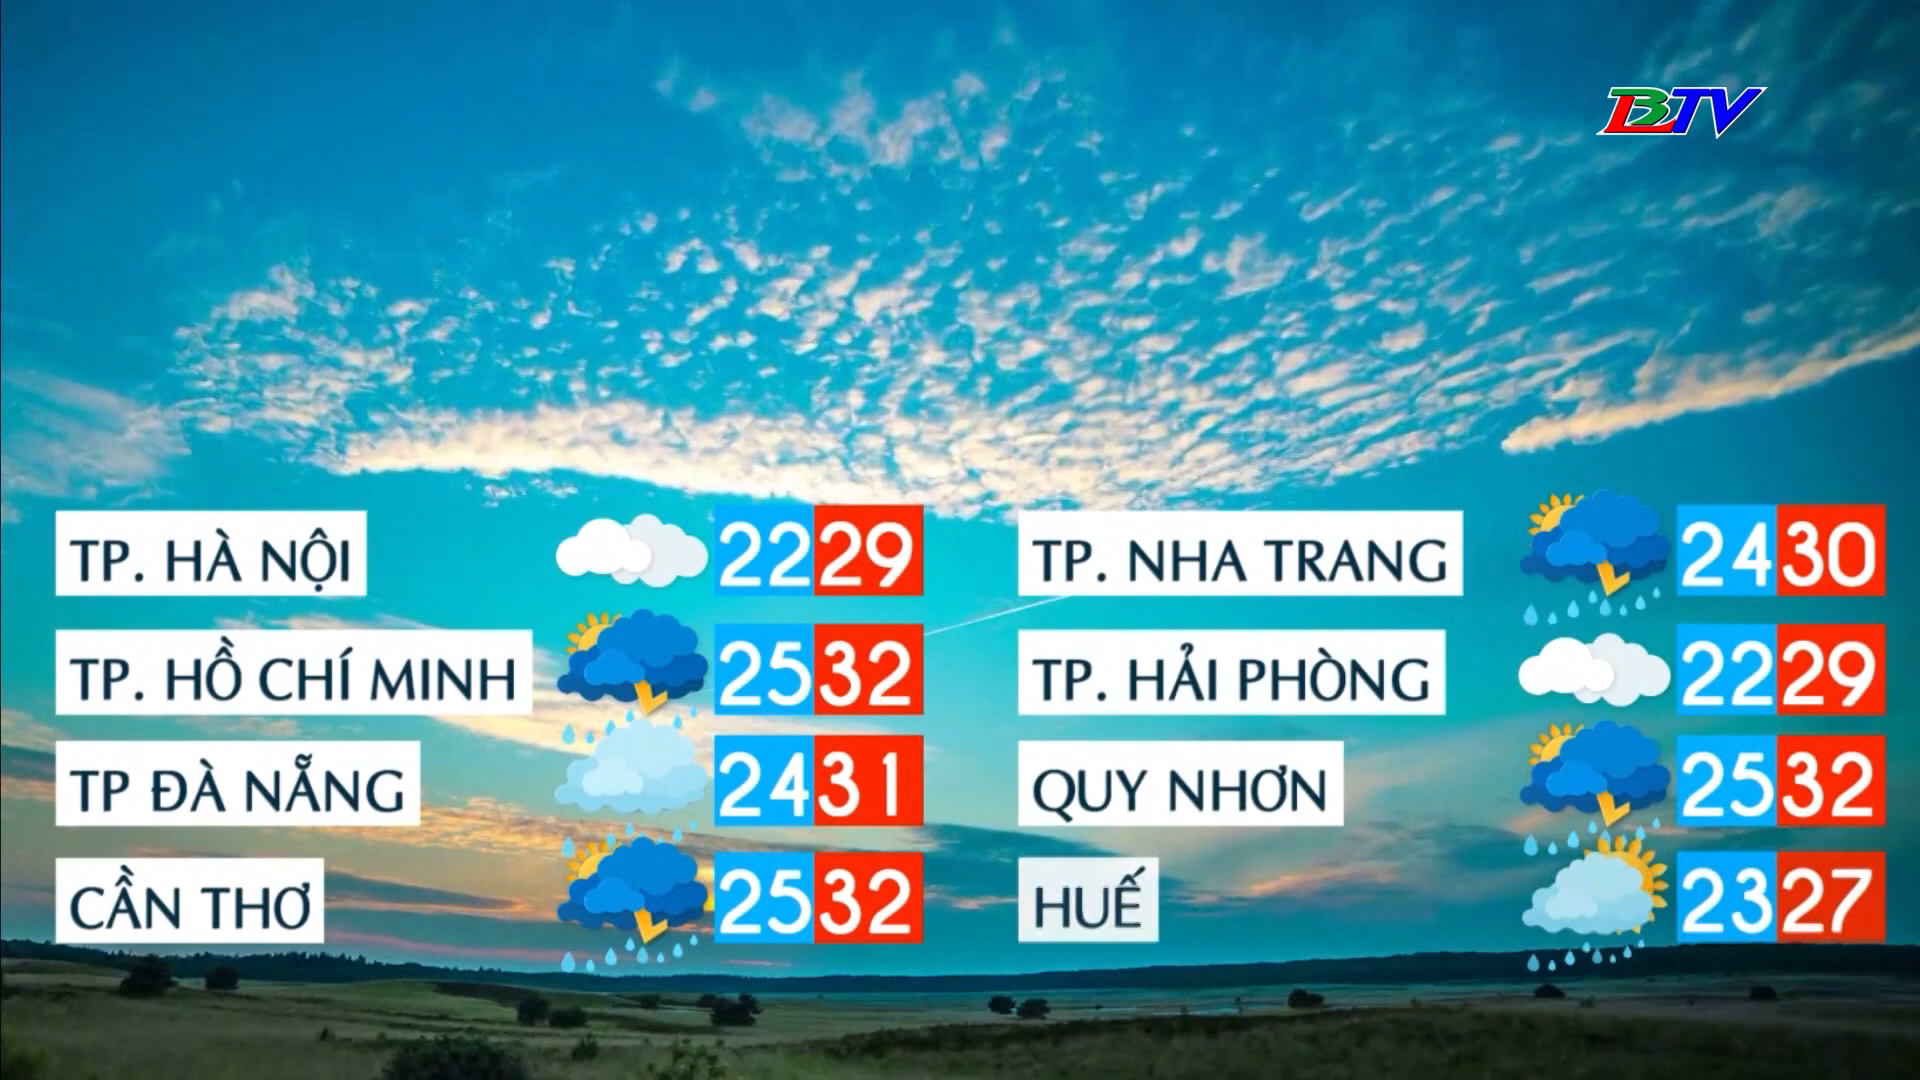 BTV
TP. HÀ NỘI 22 29
TP. HỒ CHÍ MINH 25 32
TP ĐÀ NẴNG 24 31
CẦN THƠ 25 32
TP. NHA TRANG 24 30
TP. HẢI PHÒNG 22 29
QUY NHƠN 25 32
HUẾ 23 27